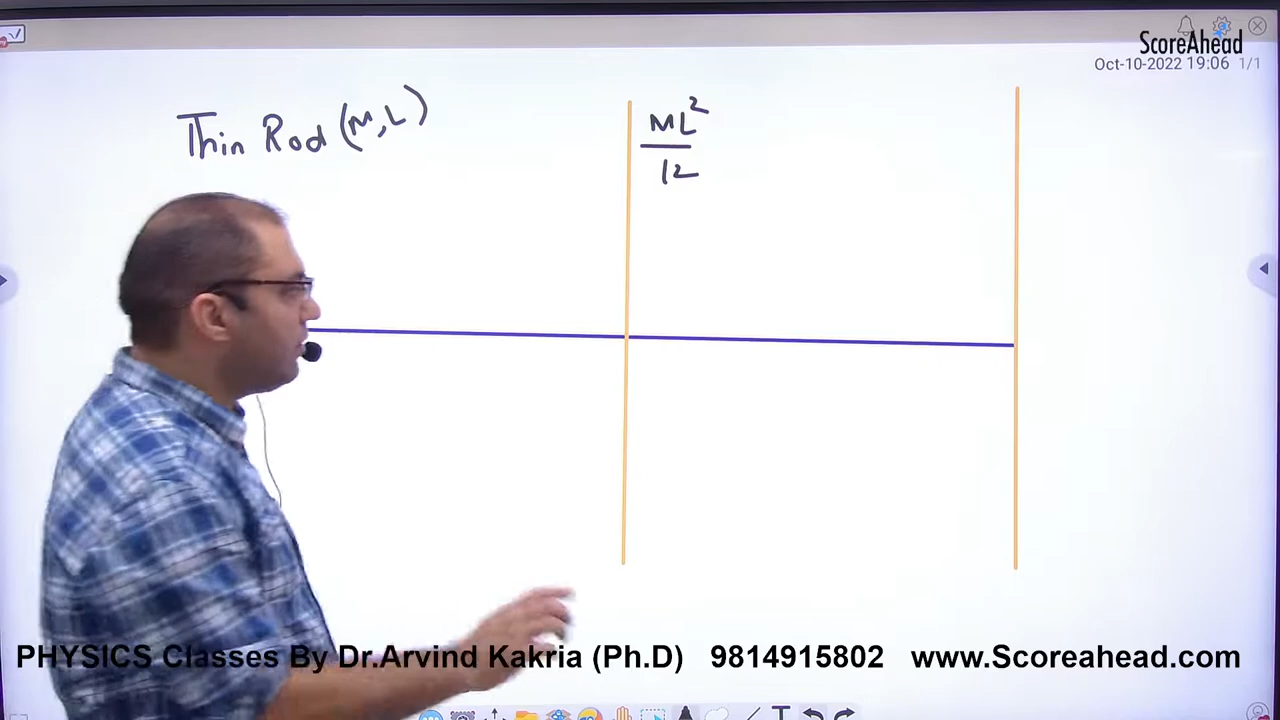 ScoreAhead
Oct-10-2022 19:06 1/1
Thin Rod (M,L)
ML²
12
PHYSICS Classes By Dr.Arvind Kakria (Ph.D) 9814915802 www.Scoreahead.com